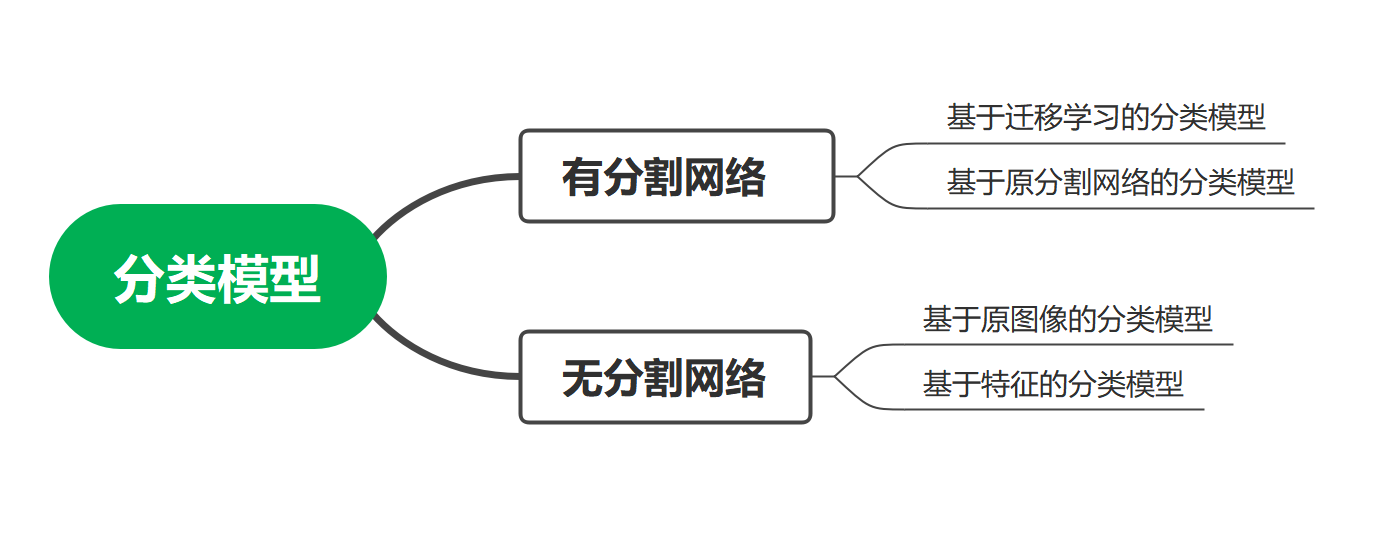 分类模型
有分割网络
基于迁移学习的分类模型
基于原分割网络的分类模型
无分割网络
基于原图像的分类模型
基于特征的分类模型